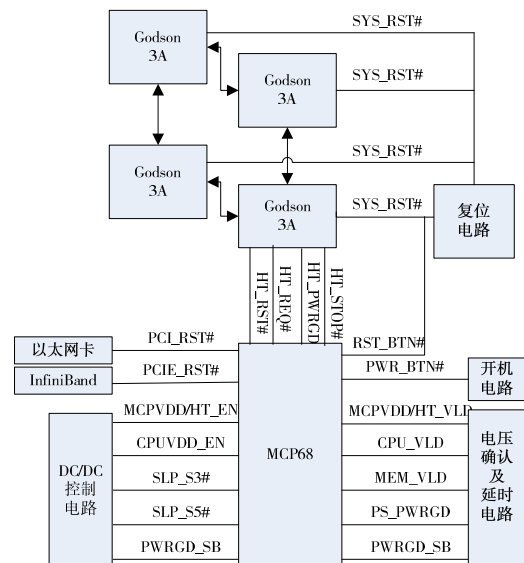 SYS_RST#
Godson
3A
SYS_RST#
Godson
3A
SYS_RST#
Godson
3A
SYS_RST#
Godson
3A
复位
电路
HT_RST#
HT_REQ#
HT_PWRGD
HT_STOP#
PCI_RST#
RST_BTN#
以太网卡
PCIE_RST#
PWR_BTN#
InfiniBand
开机
电路
MCPVDD/HT_EN
MCPVDD/HT_VLD
CPUVDD_EN
CPU_VLD
DC/DC
控制
电路
MCP68
电压
确认
及
延时
电路
SLP_S3#
MEM_VLD
SLP_S5#
PS_PWRGD
PWRGD_SB
PWRGD_SB